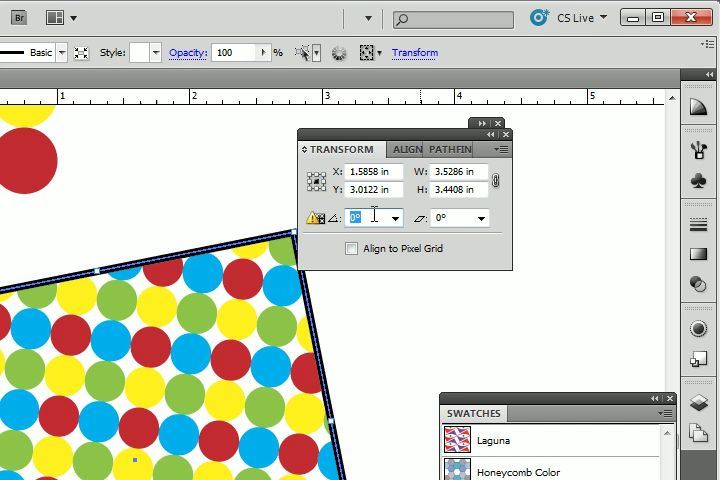 Br
CS Live
Basic
Style:
Opacity:
100
%
Transform
1
2
3
4
5
TRANSFORM
ALIGN
PATHFIN
X:
1.5858 in
W:
3.5286 in
Y:
3.0122 in
H:
3.4408 in
0°
0°
Align to Pixel Grid
SWATCHES
Laguna
Honeycomb Color